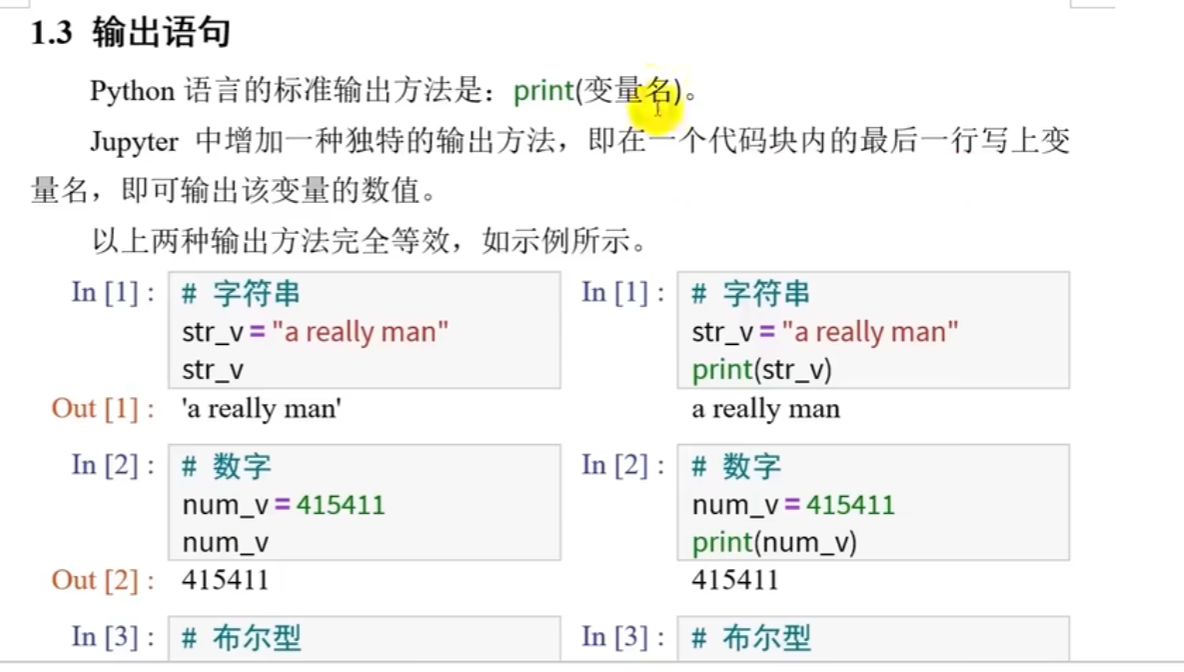 1.3 输出语句
Python 语言的标准输出方法是：print(变量名)。
Jupyter 中增加一种独特的输出方法，即在一个代码块内的最后一行写上变
量名，即可输出该变量的数值。
以上两种输出方法完全等效，如示例所示。
In [1] :
# 字符串
str_v = "a really man"
str_v
Out [1] :
'a really man'
In [1] :
# 字符串
str_v = "a really man"
print(str_v)
a really man
In [2] :
# 数字
num_v = 415411
num_v
Out [2] :
415411
In [2] :
# 数字
num_v = 415411
print(num_v)
415411
In [3] :
# 布尔型
In [3] :
# 布尔型